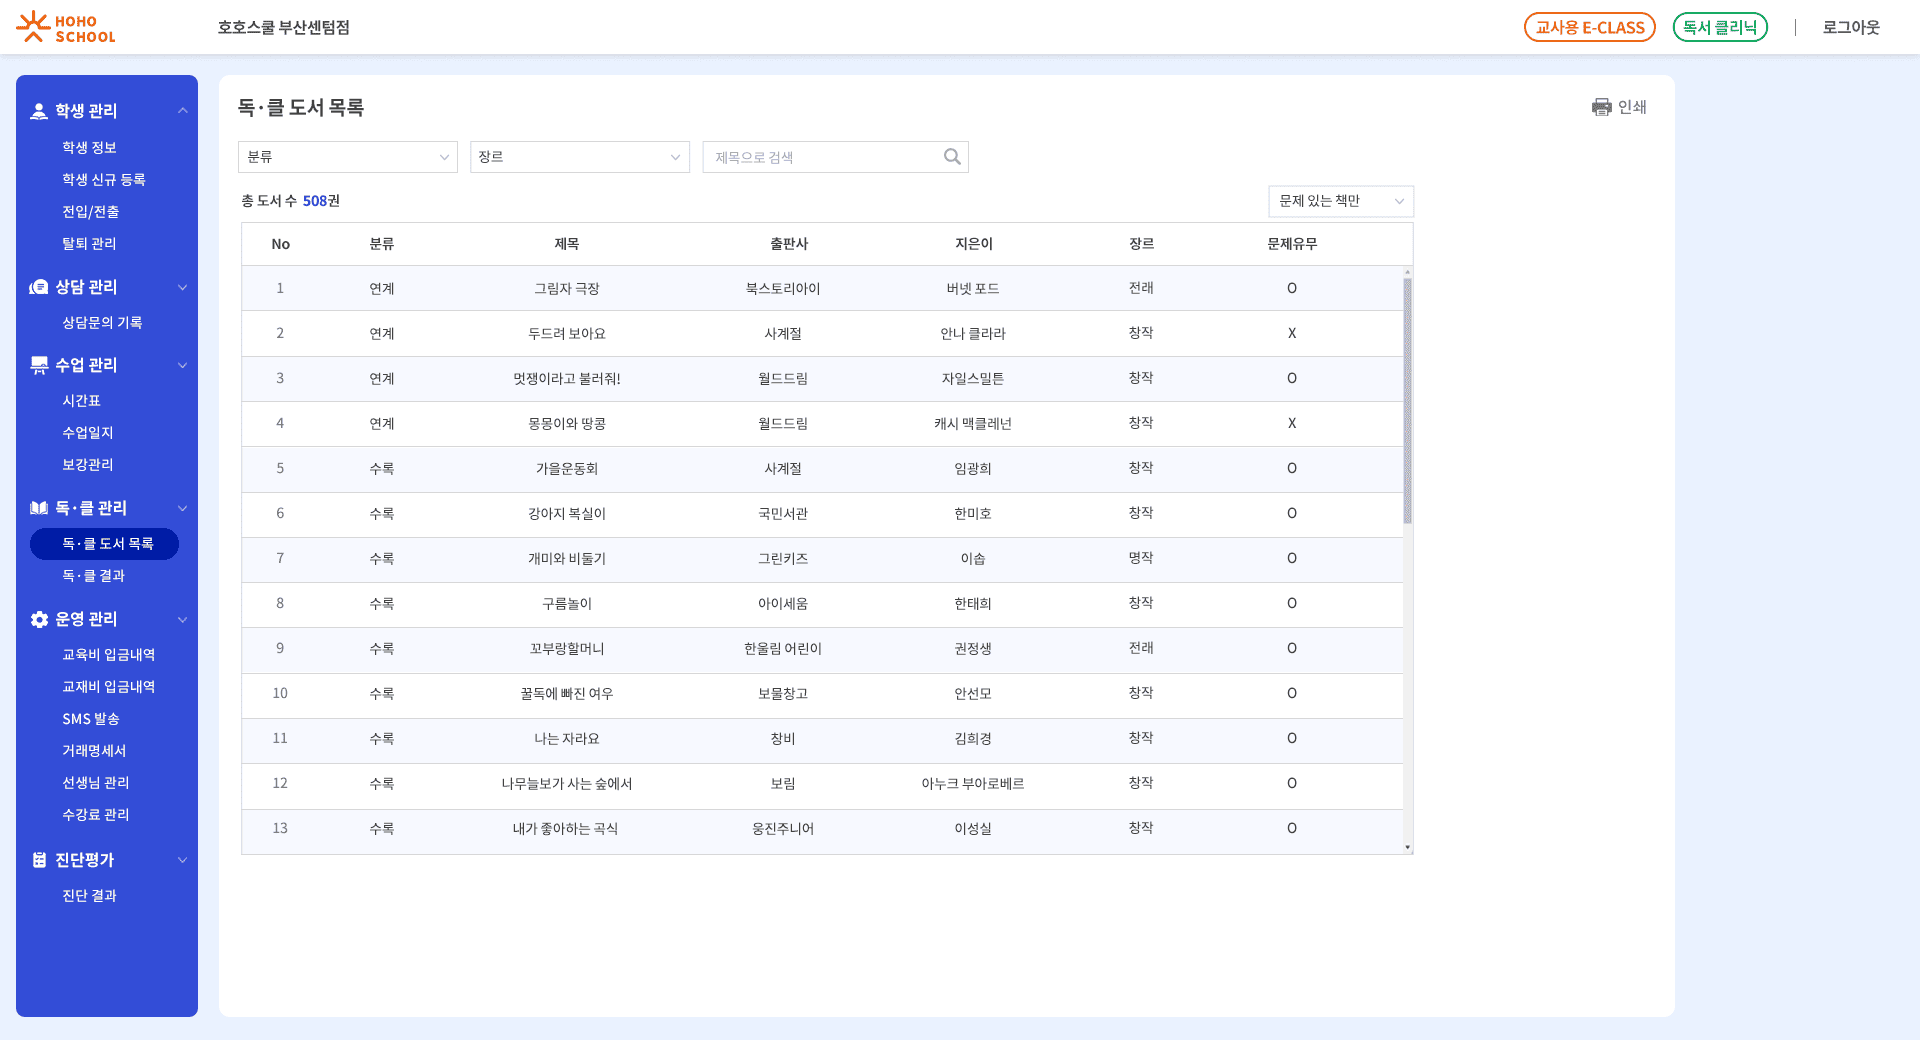 HOHO
SCHOOL
호호스쿨 부산센텀점
교사용 E-CLASS
독서 클리닉
로그아웃
학생 관리
학생 정보
학생 신규 등록
전입/전출
탈퇴 관리
상담 관리
상담문의 기록
수업 관리
시간표
수업일지
보강관리
독·클 관리
독·클 도서 목록
독·클 결과
운영 관리
교육비 입금내역
교재비 입금내역
SMS 발송
거래명세서
선생님 관리
수강료 관리
진단평가
진단 결과
독·클 도서 목록
인쇄
분류
장르
제목으로 검색
총 도서 수 508권
문제 있는 책만
No 분류 제목 출판사 지은이 장르 문제유무
1 연계 그림자 극장 북스토리아이 버넷 포드 전래 O
2 연계 두드려 보아요 사계절 안나 클라라 창작 X
3 연계 멋쟁이라고 불러줘! 월드드림 자일스밀튼 창작 O
4 연계 몽몽이와 땅콩 월드드림 캐시 맥클레넌 창작 X
5 수록 가을운동회 사계절 임광희 창작 O
6 수록 강아지 복실이 국민서관 한미호 창작 O
7 수록 개미와 비둘기 그린키즈 이솝 명작 O
8 수록 구름놀이 아이세움 한태희 창작 O
9 수록 꼬부랑할머니 한울림 어린이 권정생 전래 O
10 수록 꿀독에 빠진 여우 보물창고 안선모 창작 O
11 수록 나는 자라요 창비 김희경 창작 O
12 수록 나무늘보가 사는 숲에서 보림 아누크 부아로베르 창작 O
13 수록 내가 좋아하는 곡식 웅진주니어 이성실 창작 O